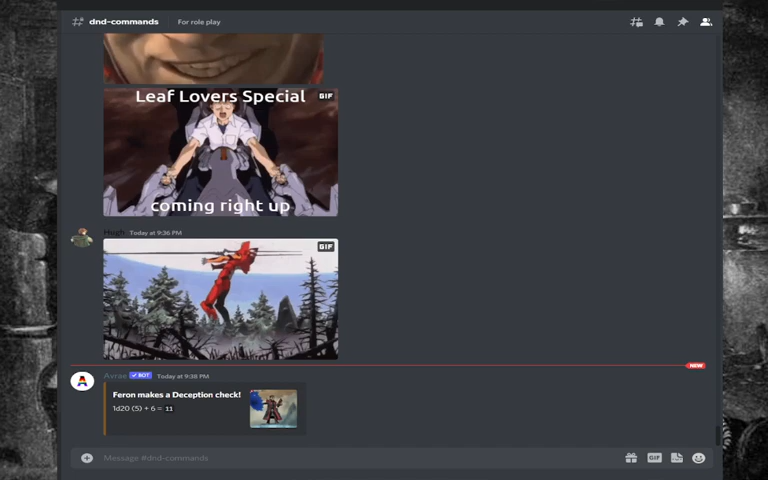 dnd-commands For role play
Leaf Lovers Special
GIF
coming right up
Hugh Today at 9:36 PM
GIF
NEW
Avrae BOT Today at 9:38 PM
Feron makes a Deception check!
1d20 (5) + 6 = 11
Message #dnd-commands
GIF